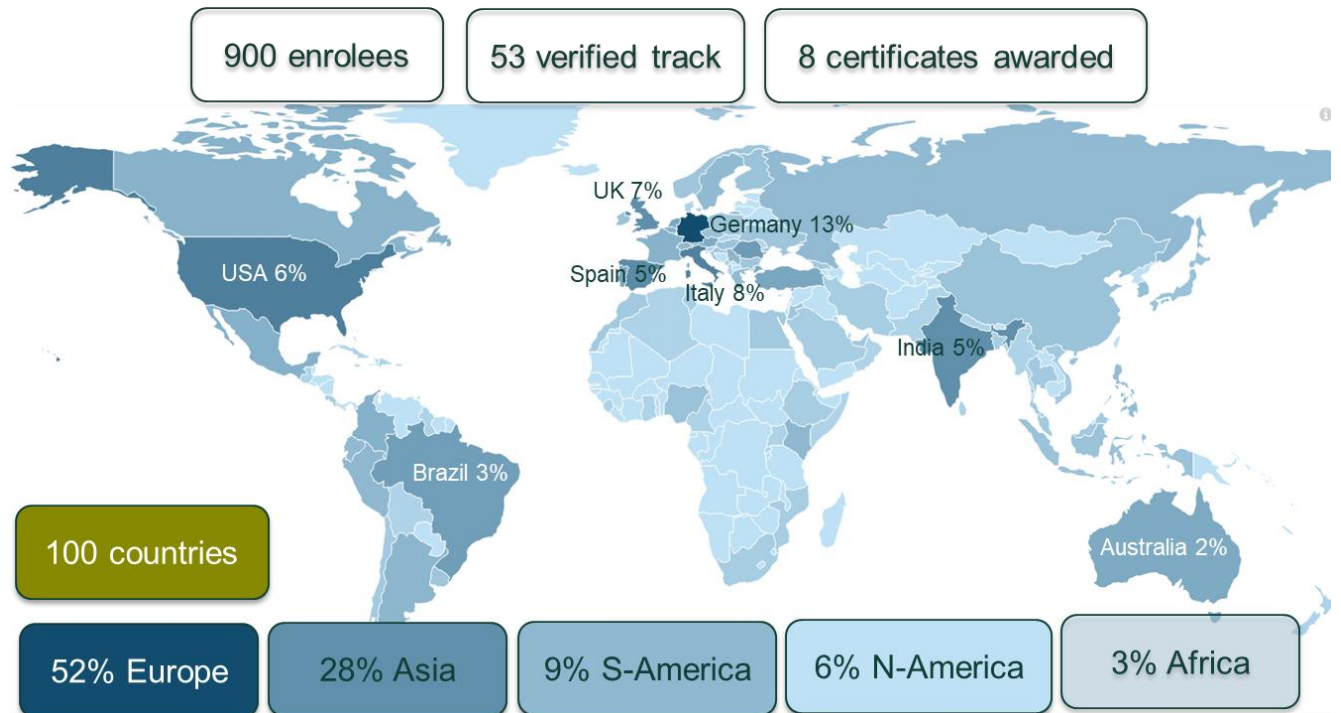 900 enrolees
53 verified track
8 certificates awarded
UK 7%
Germany 13%
USA 6%
Spain 5%
Italy 8%
India 5%
Brazil 3%
100 countries
Australia 2%
52% Europe
28% Asia
9% S-America
6% N-America
3% Africa